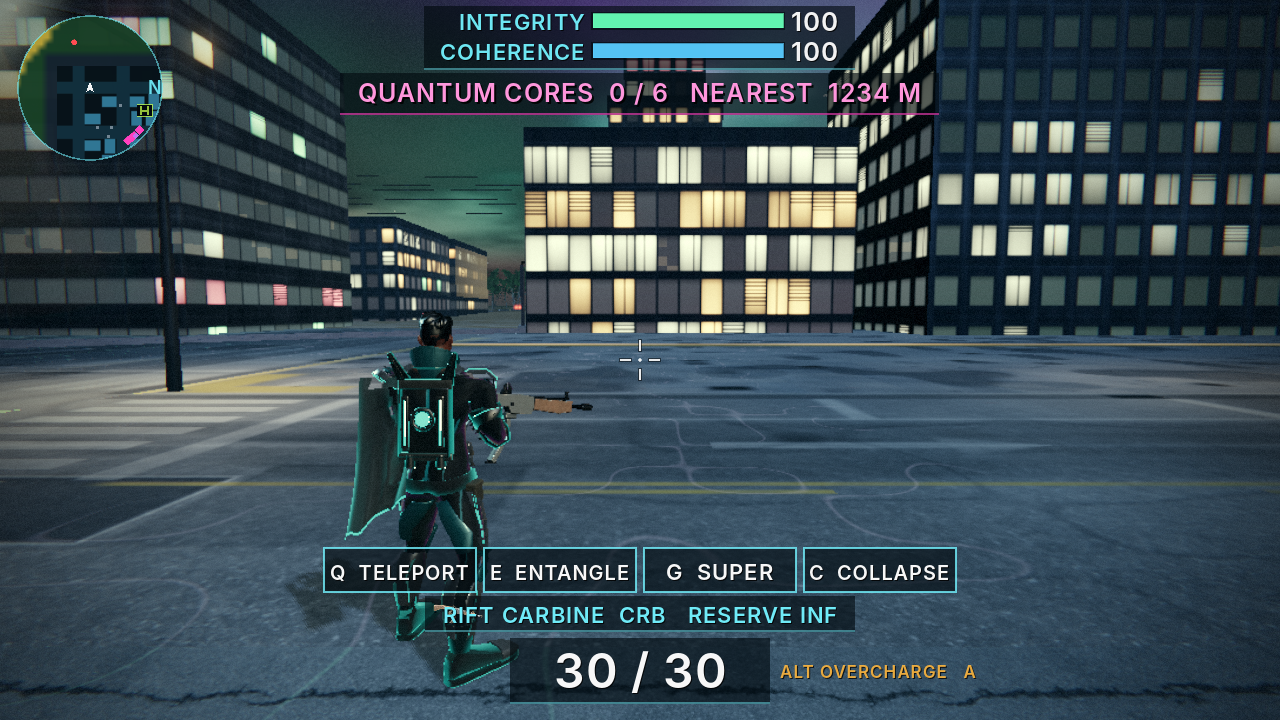 INTEGRITY 100
COHERENCE 100
QUANTUM CORES 0 / 6 NEAREST 1234 M
N
H
Q TELEPORT E ENTANGLE G SUPER C COLLAPSE
RIFT CARBINE CRB RESERVE INF
30 / 30
ALT OVERCHARGE A